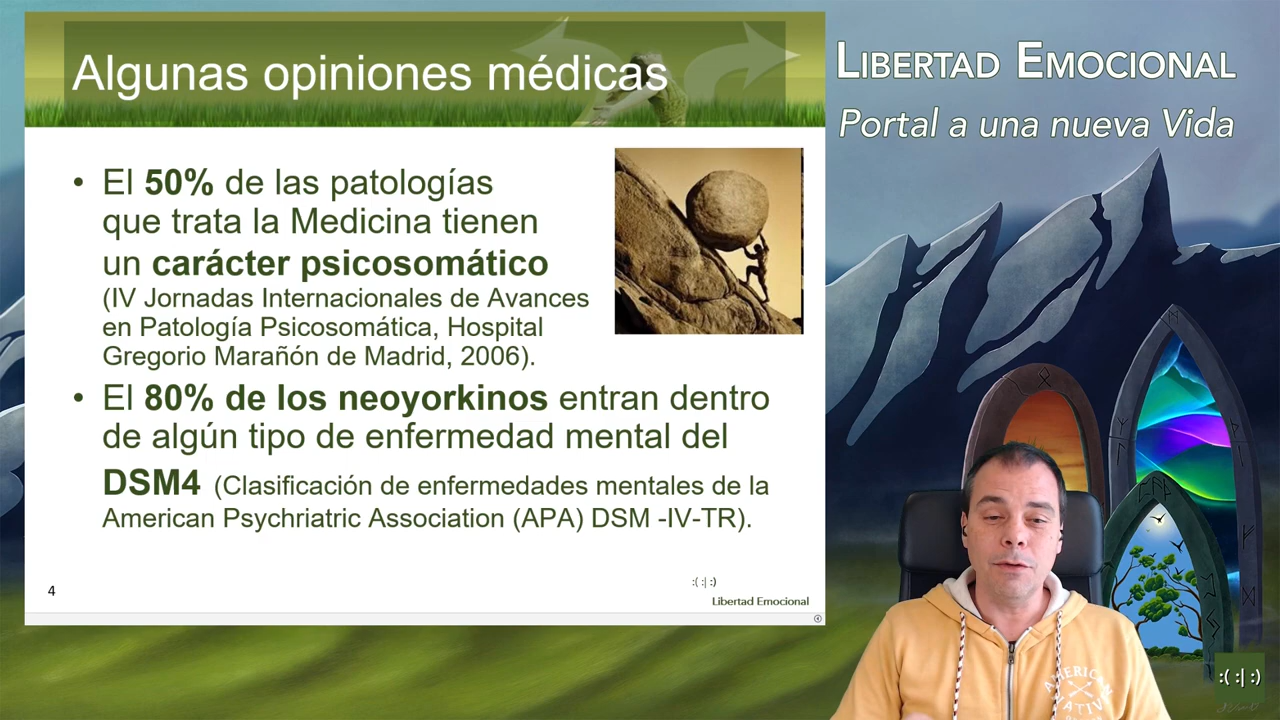 Algunas opiniones médicas
• El 50% de las patologías
que trata la Medicina tienen
un carácter psicosomático
(IV Jornadas Internacionales de Avances
en Patología Psicosomática, Hospital
Gregorio Marañón de Madrid, 2006).
• El 80% de los neoyorkinos entran dentro
de algún tipo de enfermedad mental del
DSM4 (Clasificación de enfermedades mentales de la
American Psychriatric Association (APA) DSM -IV-TR).
4
:( :| :)
Libertad Emocional
LIBERTAD EMOCIONAL
Portal a una nueva Vida
AMERICAN
NATIV
:( :| :)